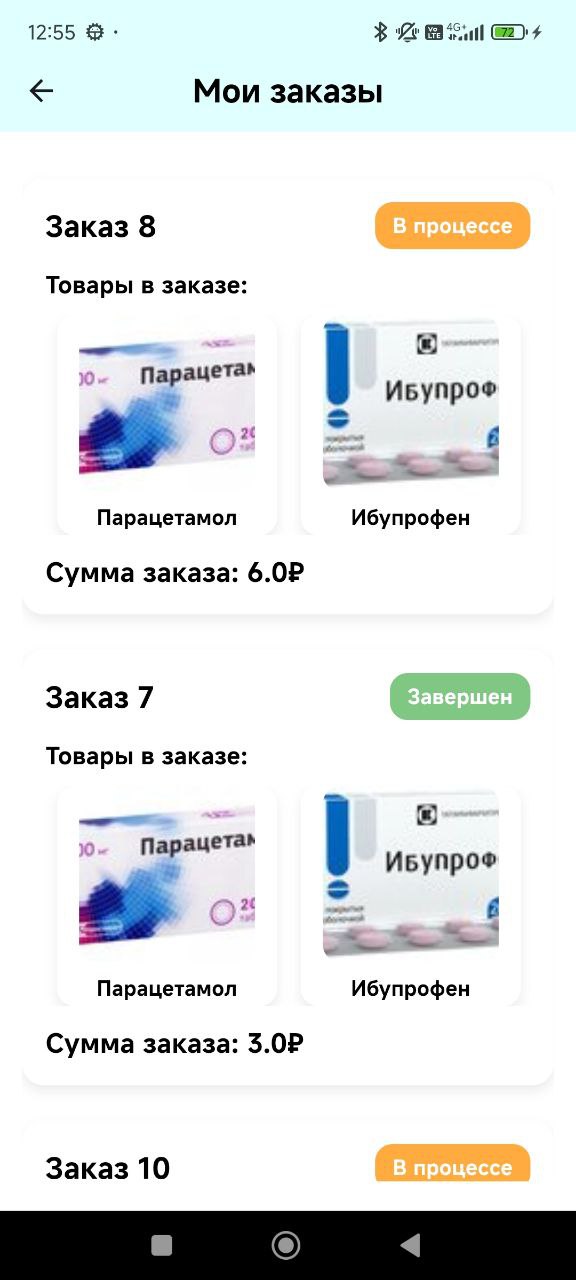 12:55
4G+
72
Мои заказы
Заказ 8
В процессе
Товары в заказе:
Парацетам
20
Ибупроф
Парацетамол
Ибупрофен
Сумма заказа: 6.0₽
Заказ 7
Завершен
Товары в заказе:
Парацетам
Ибупроф
Парацетамол
Ибупрофен
Сумма заказа: 3.0₽
Заказ 10
В процессе